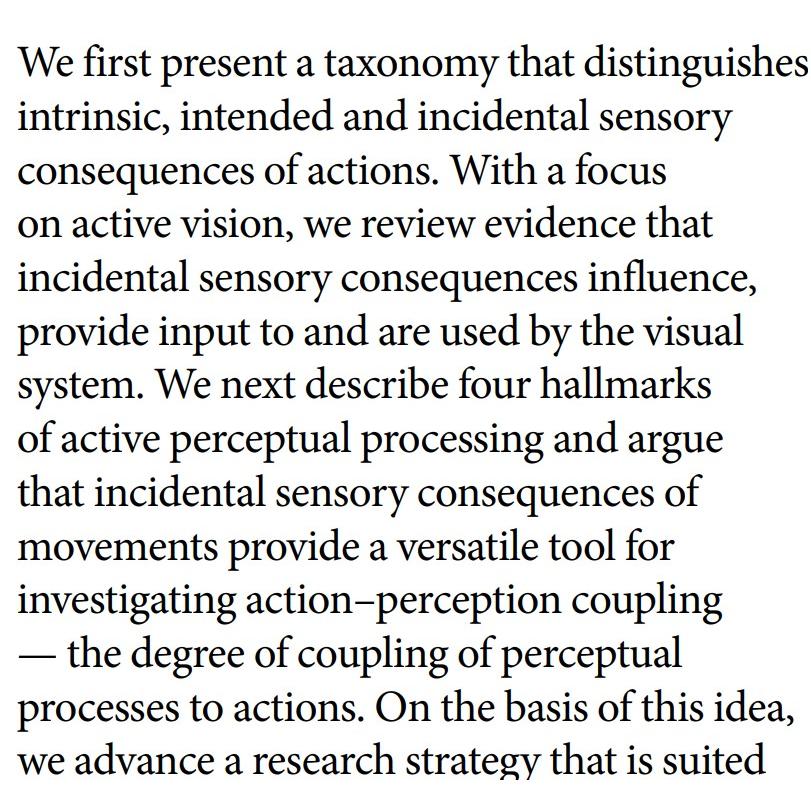 We first present a taxonomy that distinguishes
intrinsic, intended and incidental sensory
consequences of actions. With a focus
on active vision, we review evidence that
incidental sensory consequences influence,
provide input to and are used by the visual
system. We next describe four hallmarks
of active perceptual processing and argue
that incidental sensory consequences of
movements provide a versatile tool for
investigating action–perception coupling
— the degree of coupling of perceptual
processes to actions. On the basis of this idea,
we advance a research strategy that is suited